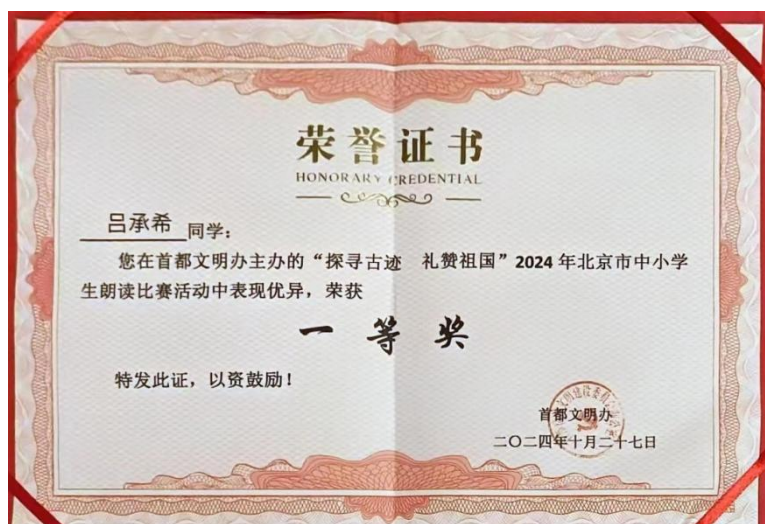 荣誉证书
HONORARY CREDENTIAL
吕承希 同学：
您在首都文明办主办的“探寻古迹 礼赞祖国”2024年北京市中小学
生朗读比赛活动中表现优异，荣获
一等奖
特发此证，以资鼓励！
首都文明办
二〇二四年十月二十七日